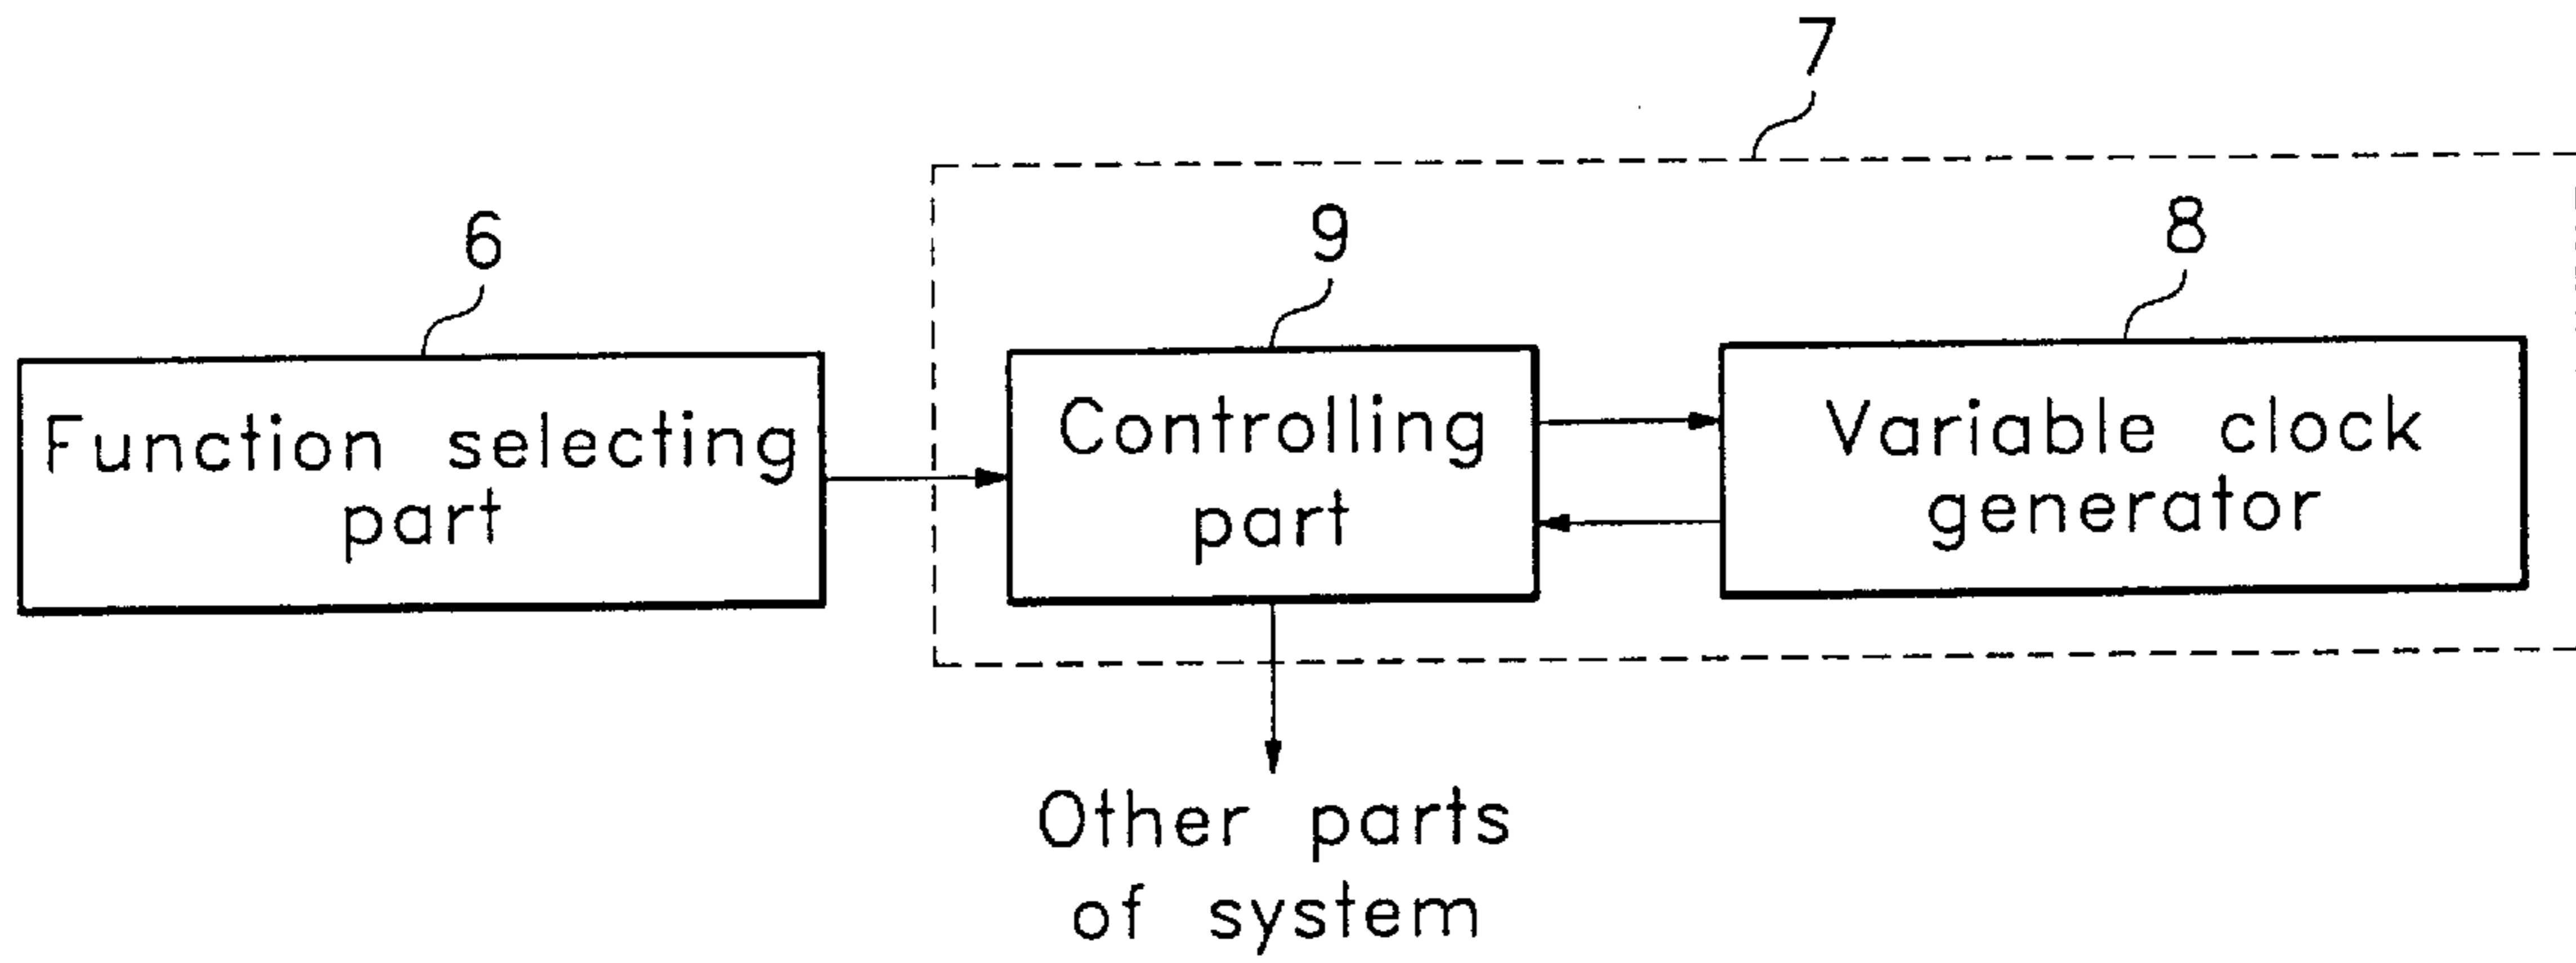 7
6
9
8
Function selecting
part
Controlling
part
Variable clock
generator
Other parts
of system